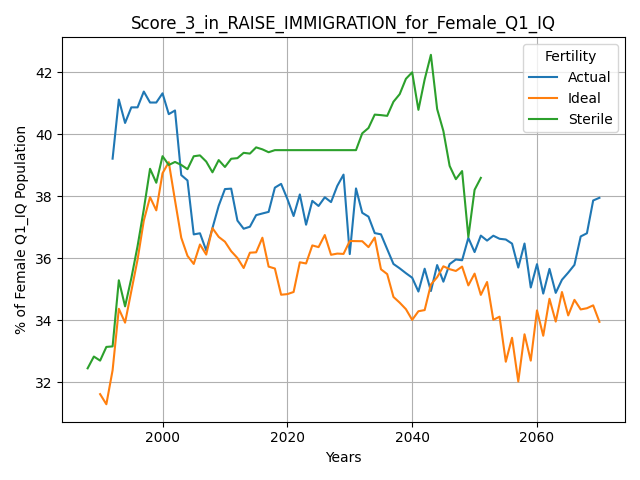 Score_3_in_RAISE_IMMIGRATION_for_Female_Q1_IQ
% of Female Q1_IQ Population
42
40
38
36
34
32
Fertility
Actual
Ideal
Sterile
2000 2020 2040 2060
Years